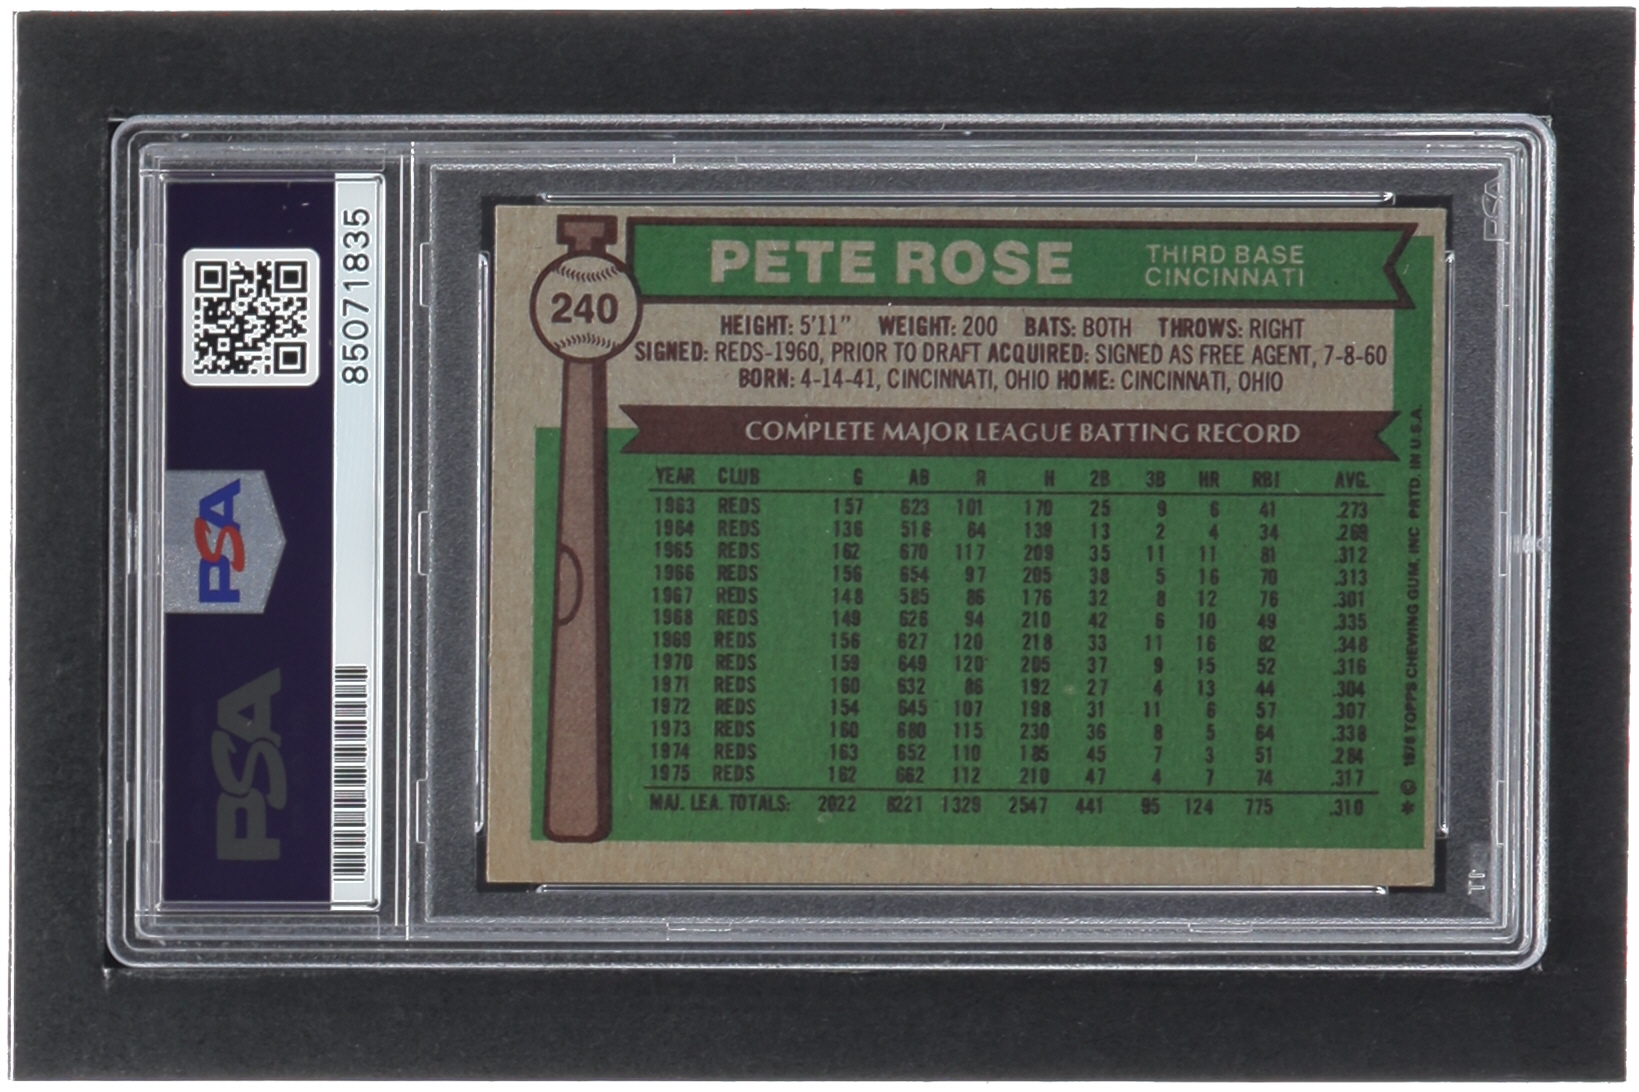 85071835
PSA
PSA
PSA
TT
240
PETE ROSE
THIRD BASE
CINCINNATI
HEIGHT: 5'11" WEIGHT: 200 BATS: BOTH THROWS: RIGHT
SIGNED: REDS-1960, PRIOR TO DRAFT ACQUIRED: SIGNED AS FREE AGENT, 7-8-60
BORN: 4-14-41, CINCINNATI, OHIO HOME: CINCINNATI, OHIO
COMPLETE MAJOR LEAGUE BATTING RECORD
YEAR CLUB G AB R H 2B 3B HR RBI AVG.
1963 REDS 157 623 101 170 25 9 6 41 .273
1964 REDS 136 516 64 139 13 2 4 34 .269
1965 REDS 162 670 117 209 35 11 11 81 .312
1966 REDS 156 654 97 205 38 5 16 70 .313
1967 REDS 148 585 86 176 32 8 12 76 .301
1968 REDS 149 626 94 210 42 6 10 49 .335
1969 REDS 156 627 120 218 33 11 16 82 .348
1970 REDS 159 649 120 205 37 9 15 52 .316
1971 REDS 160 632 86 192 27 4 13 44 .304
1972 REDS 154 645 107 198 31 11 6 57 .307
1973 REDS 160 680 115 230 36 8 5 64 .338
1974 REDS 163 652 110 185 45 7 3 51 .284
1975 REDS 162 662 112 210 47 4 7 74 .317
MAJ. LEA. TOTALS: 2022 8221 1329 2547 441 95 124 775 .310
* © 1976 TOPPS CHEWING GUM, INC PRTD. IN U.S.A.